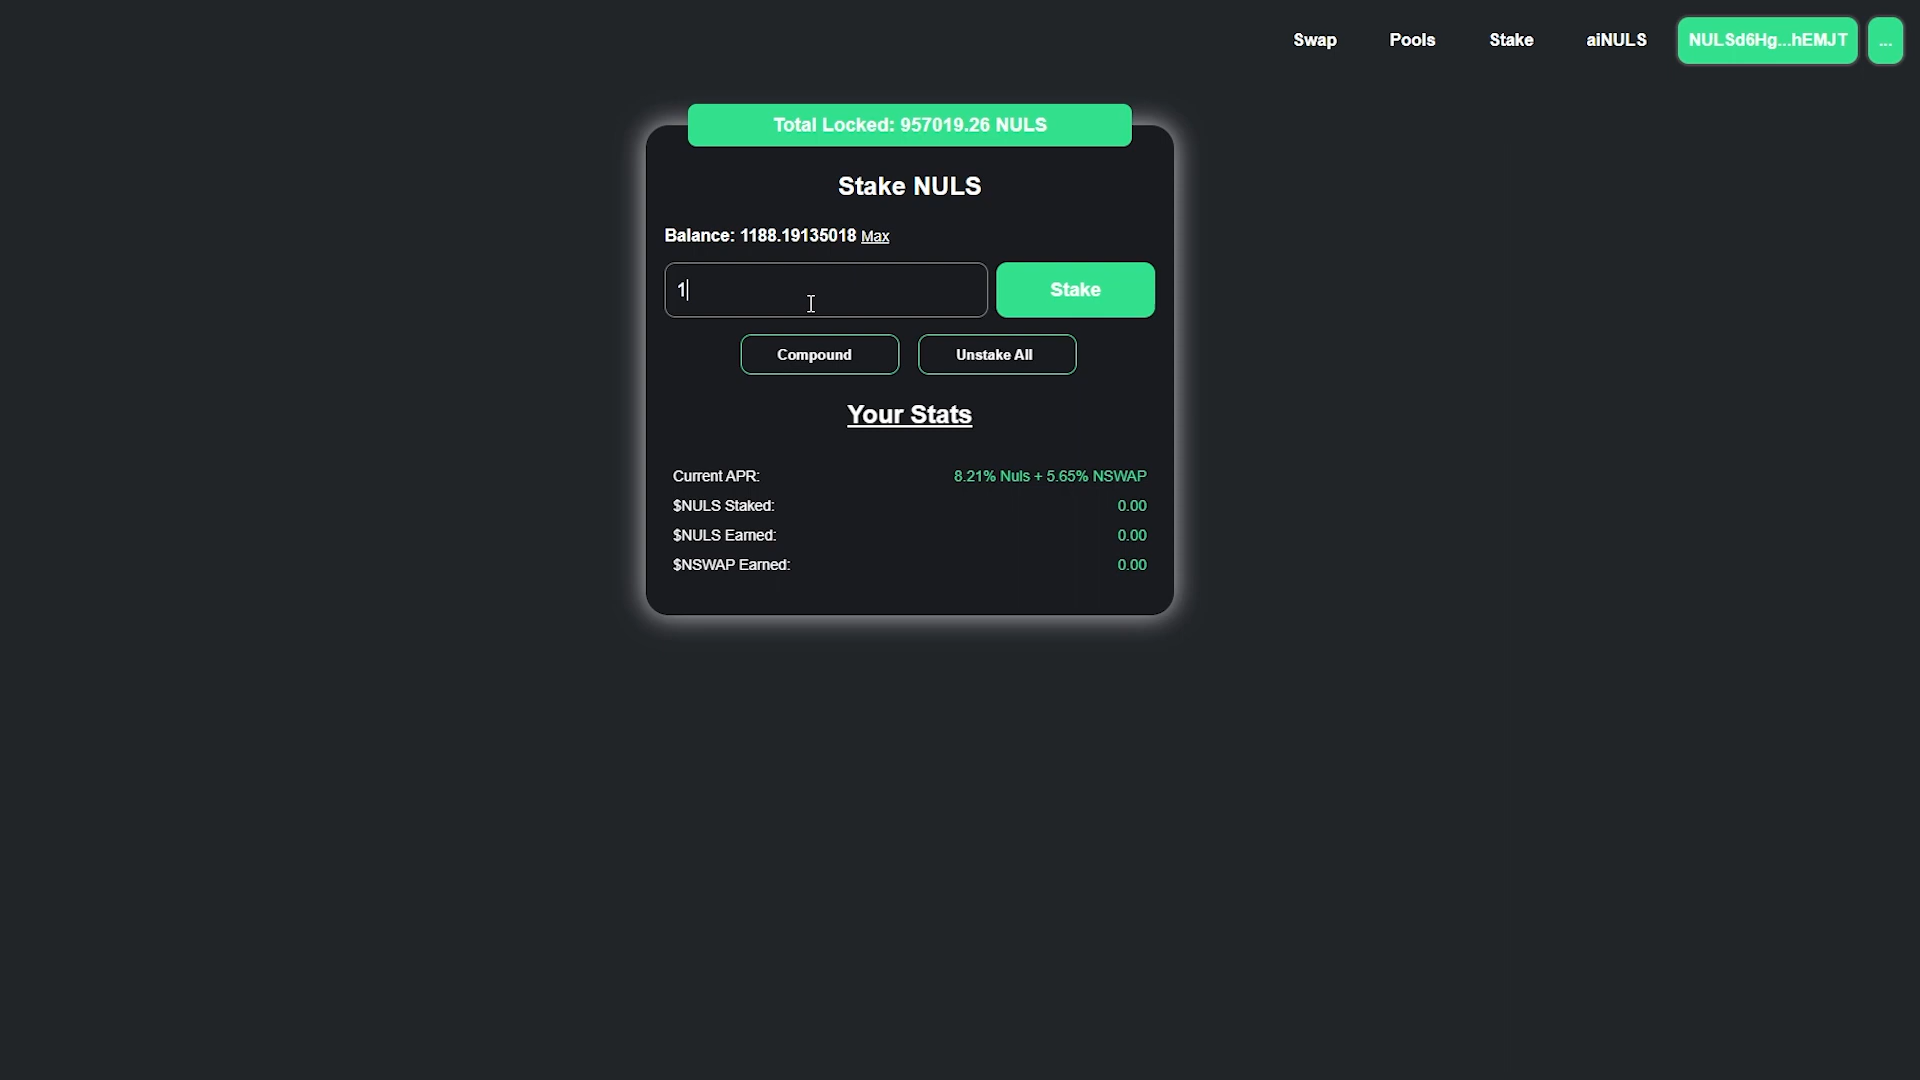 Swap Pools Stake aiNULS NULSd6Hg...hEMJT ...
Total Locked: 957019.26 NULS
Stake NULS
Balance: 1188.19135018 Max
1 Stake
Compound Unstake All
Your Stats
Current APR: 8.21% Nuls + 5.65% NSWAP
$NULS Staked: 0.00
$NULS Earned: 0.00
$NSWAP Earned: 0.00